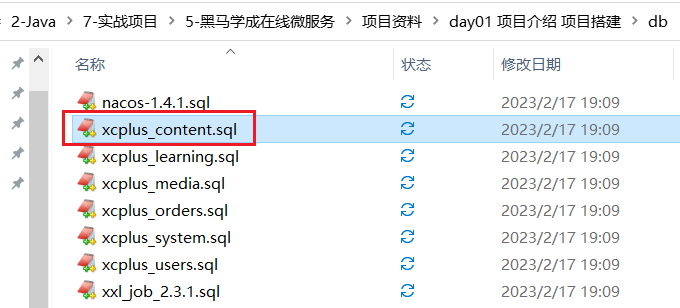 2-Java > 7-实战项目 > 5-黑马学成在线微服务 > 项目资料 > day01 项目介绍 项目搭建 > db
名称 状态 修改日期
nacos-1.4.1.sql 2023/2/17 19:09
xcplus_content.sql 2023/2/17 19:09
xcplus_learning.sql 2023/2/17 19:09
xcplus_media.sql 2023/2/17 19:09
xcplus_orders.sql 2023/2/17 19:09
xcplus_system.sql 2023/2/17 19:09
xcplus_users.sql 2023/2/17 19:09
xxl_job_2.3.1.sql 2023/2/17 19:09